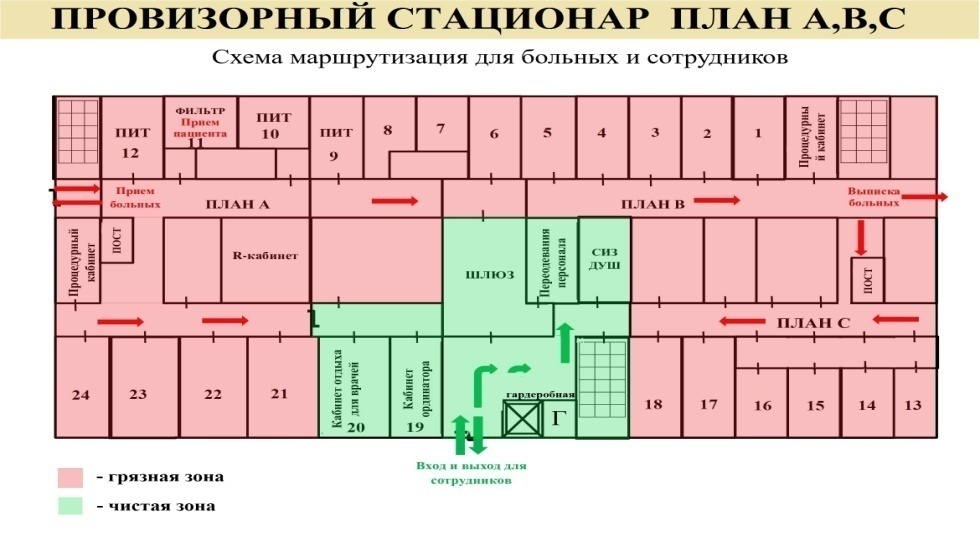 ПРОВИЗОРНЫЙ СТАЦИОНАР ПЛАН А,В,С
Схема маршрутизация для больных и сотрудников
ПИТ
12
ФИЛЬТР
Прием
пациента
11
ПИТ
10
ПИТ
9
8
7
6
5
4
3
2
1
Процедурны
й кабинет
Прием
больных
ПЛАН А
ПЛАН В
Выписка
больных
Процедурный
кабинет
ПОСТ
R-кабинет
ШЛЮЗ
Переодевания
персонала
СИЗ
ДУШ
ПОСТ
ПЛАН С
24
23
22
21
Кабинет отдыха
для врачей
20
Кабинет
ординатора
19
гардеробная
Г
18
17
16
15
14
13
Вход и выход для
сотрудников
- грязная зона
- чистая зона